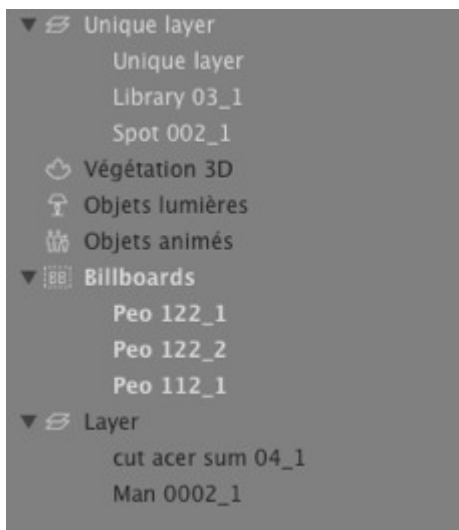 Unique layer
Unique layer
Library 03_1
Spot 002_1
Végétation 3D
Objets lumières
Objets animés
BB Billboards
Peo 122_1
Peo 122_2
Peo 112_1
Layer
cut acer sum 04_1
Man 0002_1